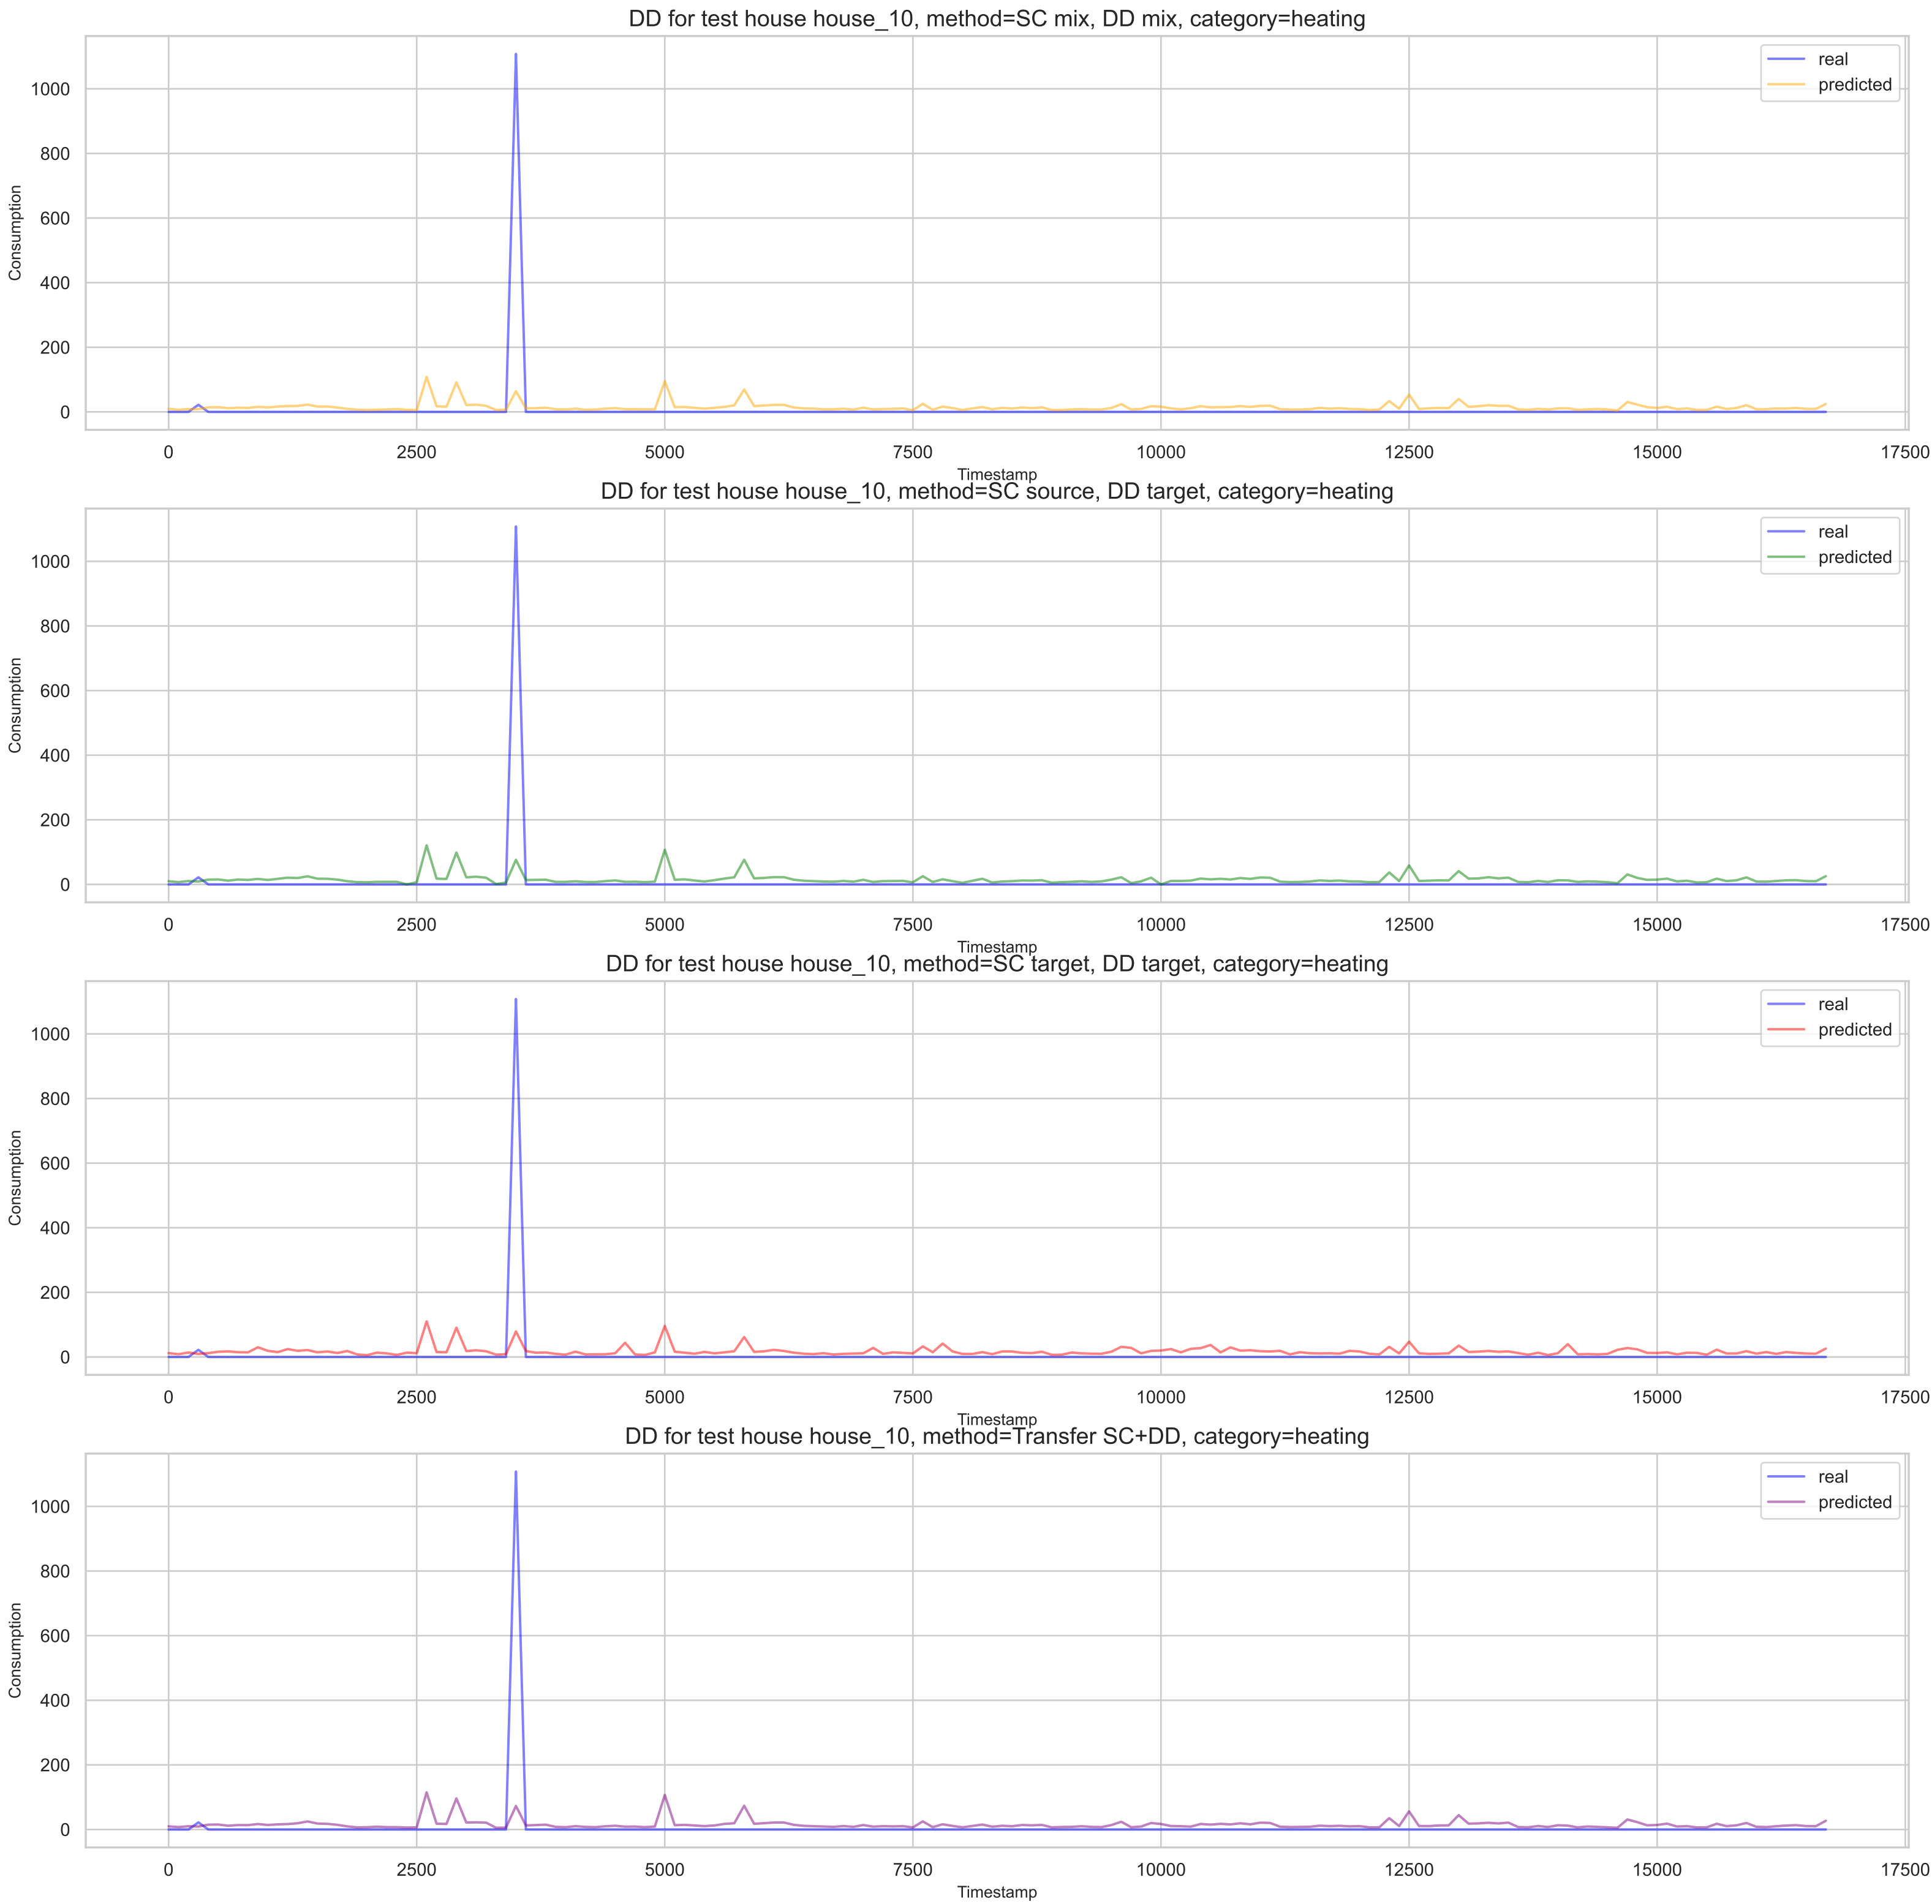 DD for test house house_10, method=SC mix, DD mix, category=heating
real
predicted
1000
800
600
400
200
0
Consumption
0 2500 5000 7500 10000 12500 15000 17500
Timestamp
DD for test house house_10, method=SC source, DD target, category=heating
real
predicted
1000
800
600
400
200
0
Consumption
0 2500 5000 7500 10000 12500 15000 17500
Timestamp
DD for test house house_10, method=SC target, DD target, category=heating
real
predicted
1000
800
600
400
200
0
Consumption
0 2500 5000 7500 10000 12500 15000 17500
Timestamp
DD for test house house_10, method=Transfer SC+DD, category=heating
real
predicted
1000
800
600
400
200
0
Consumption
0 2500 5000 7500 10000 12500 15000 17500
Timestamp